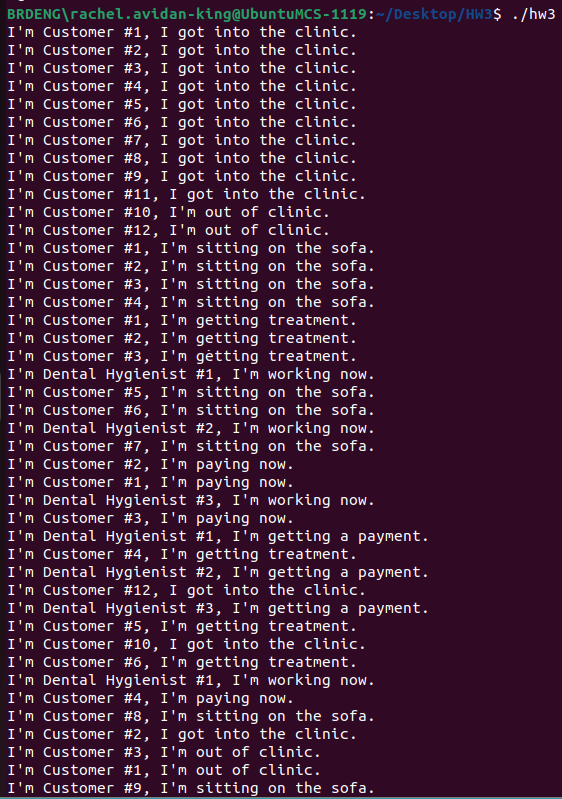 BRDENG\rachel.avidan-king@UbuntuMCS-1119:~/Desktop/HW3$ ./hw3
I'm Customer #1, I got into the clinic.
I'm Customer #2, I got into the clinic.
I'm Customer #3, I got into the clinic.
I'm Customer #4, I got into the clinic.
I'm Customer #5, I got into the clinic.
I'm Customer #6, I got into the clinic.
I'm Customer #7, I got into the clinic.
I'm Customer #8, I got into the clinic.
I'm Customer #9, I got into the clinic.
I'm Customer #11, I got into the clinic.
I'm Customer #10, I'm out of clinic.
I'm Customer #12, I'm out of clinic.
I'm Customer #1, I'm sitting on the sofa.
I'm Customer #2, I'm sitting on the sofa.
I'm Customer #3, I'm sitting on the sofa.
I'm Customer #4, I'm sitting on the sofa.
I'm Customer #1, I'm getting treatment.
I'm Customer #2, I'm getting treatment.
I'm Customer #3, I'm getting treatment.
I'm Dental Hygienist #1, I'm working now.
I'm Customer #5, I'm sitting on the sofa.
I'm Customer #6, I'm sitting on the sofa.
I'm Dental Hygienist #2, I'm working now.
I'm Customer #7, I'm sitting on the sofa.
I'm Customer #2, I'm paying now.
I'm Customer #1, I'm paying now.
I'm Dental Hygienist #3, I'm working now.
I'm Customer #3, I'm paying now.
I'm Dental Hygienist #1, I'm getting a payment.
I'm Customer #4, I'm getting treatment.
I'm Dental Hygienist #2, I'm getting a payment.
I'm Customer #12, I got into the clinic.
I'm Dental Hygienist #3, I'm getting a payment.
I'm Customer #5, I'm getting treatment.
I'm Customer #10, I got into the clinic.
I'm Customer #6, I'm getting treatment.
I'm Dental Hygienist #1, I'm working now.
I'm Customer #4, I'm paying now.
I'm Customer #8, I'm sitting on the sofa.
I'm Customer #2, I got into the clinic.
I'm Customer #3, I'm out of clinic.
I'm Customer #1, I'm out of clinic.
I'm Customer #9, I'm sitting on the sofa.